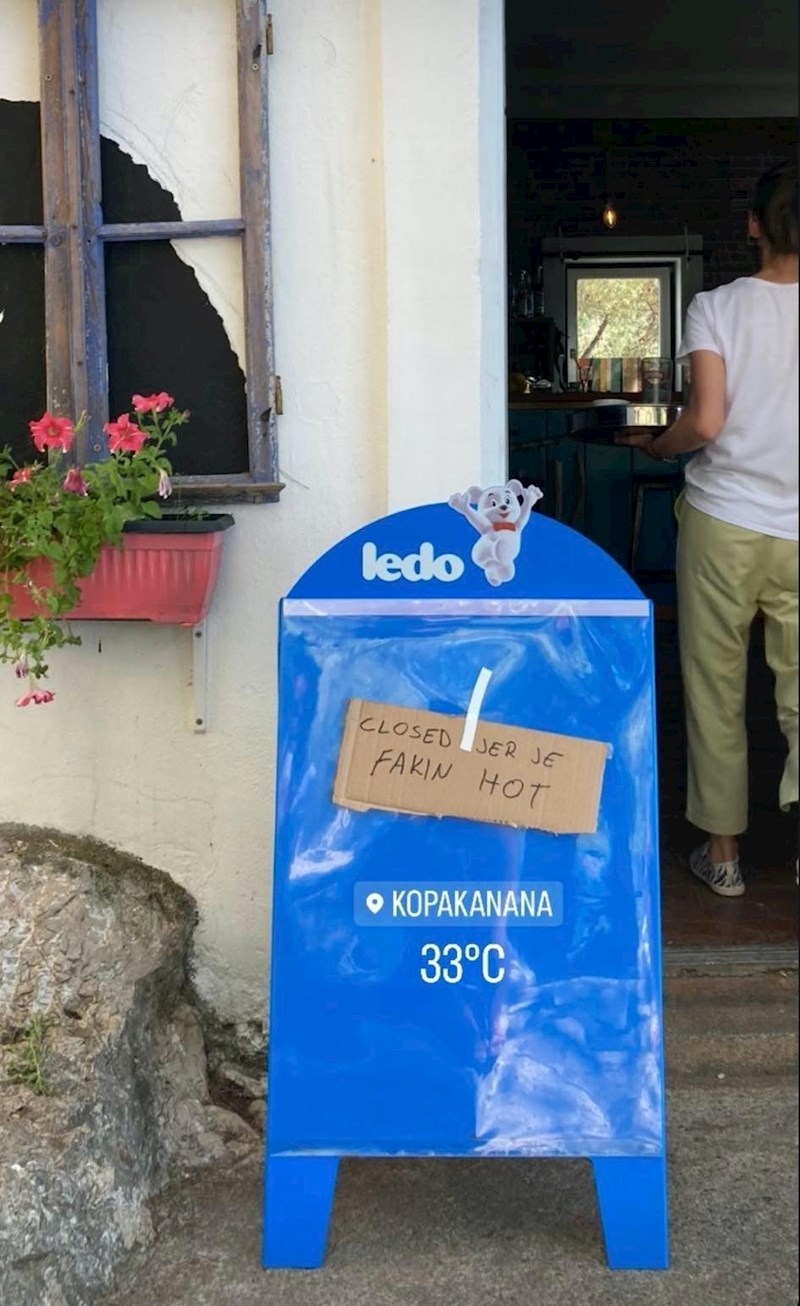 ledo
CLOSED JER JE
FAKIN HOT
KOPAKANANA
33°C